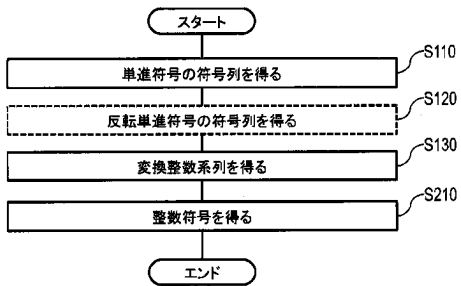 スタート
S110
単進符号の符号列を得る
S120
反転単進符号の符号列を得る
S130
変換整数系列を得る
S210
整数符号を得る
エンド